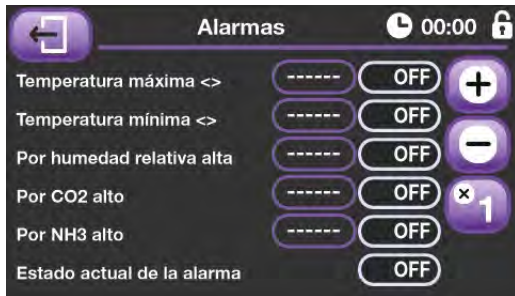 Alarmas 00:00
Temperatura máxima <> ------ OFF
Temperatura mínima <> ------ OFF
Por humedad relativa alta ------ OFF
Por CO2 alto ------ OFF
x1
Por NH3 alto ------ OFF
Estado actual de la alarma OFF